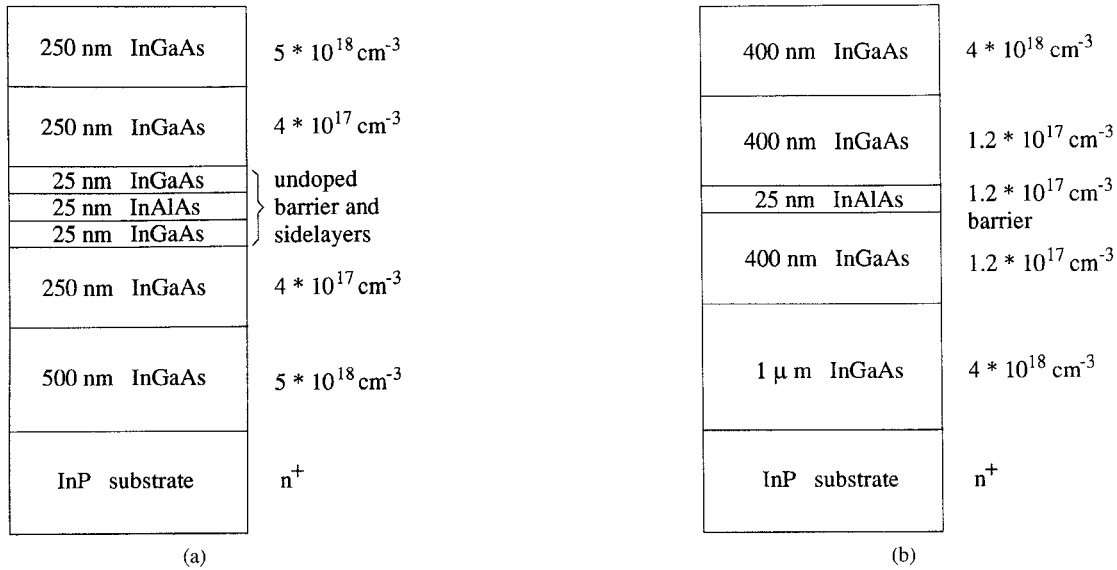 250 nm InGaAs 5 * 10^18 cm^-3
250 nm InGaAs 4 * 10^17 cm^-3
25 nm InGaAs undoped
25 nm InAlAs barrier and
25 nm InGaAs sidelayers
250 nm InGaAs 4 * 10^17 cm^-3
500 nm InGaAs 5 * 10^18 cm^-3
InP substrate n^+
(a)
400 nm InGaAs 4 * 10^18 cm^-3
400 nm InGaAs 1.2 * 10^17 cm^-3
25 nm InAlAs 1.2 * 10^17 cm^-3
barrier
400 nm InGaAs 1.2 * 10^17 cm^-3
1 μ m InGaAs 4 * 10^18 cm^-3
InP substrate n^+
(b)